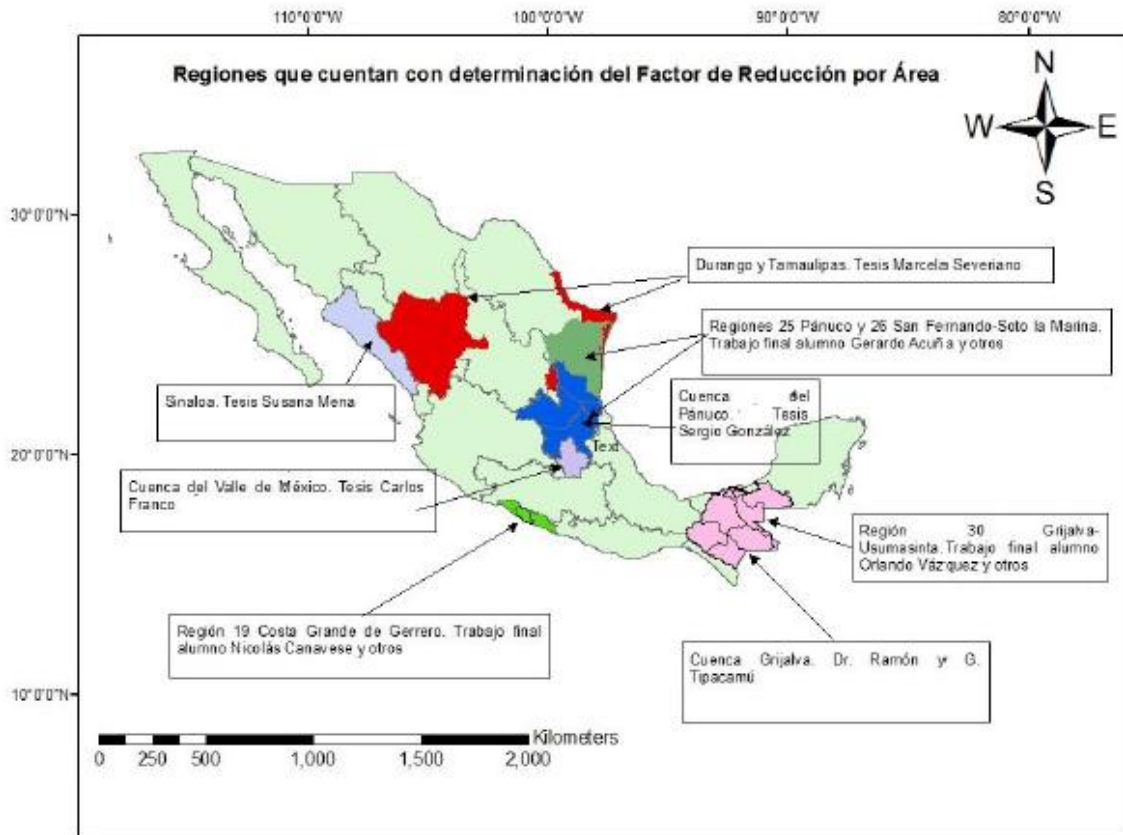 110°0'0"W 100°0'0"W 90°0'0"W 80°0'0"W
Regiones que cuentan con determinación del Factor de Reducción por Área
N
W E
S
30°0'0"N
20°0'0"N
10°0'0"N
Durango y Tamaulipas. Tesis Marcela Severiano
Regiones 25 Pánuco y 26 San Fernando-Soto la Marina.
Trabajo final alumno Gerardo Acuña y otros
Sinaloa. Tesis Susana Mena
Cuenca del
Pánuco. Tesis
Sergio González
Text
Cuenca del Valle de México. Tesis Carlos
Franco
Región 30 Grijalva-
Usumasinta. Trabajo final alumno
Orlando Vázquez y otros
Región 19 Costa Grande de Gerrero. Trabajo final
alumno Nicolás Canavese y otros
Cuenca Grijalva. Dr. Ramón y G.
Tipacamú
Kilometers
0 250 500 1,000 1,500 2,000